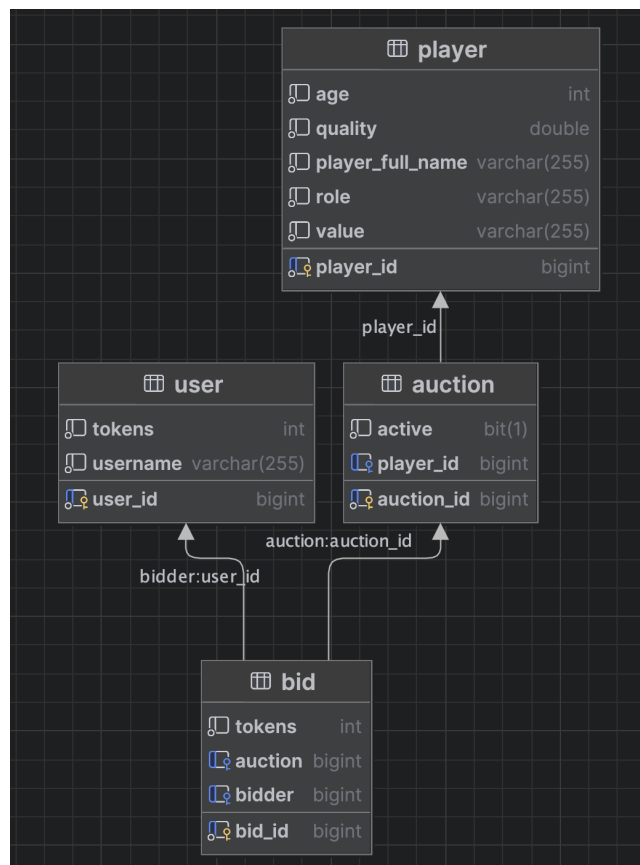 player
age int
quality double
player_full_name varchar(255)
role varchar(255)
value varchar(255)
player_id bigint
player_id
user
tokens int
username varchar(255)
user_id bigint
auction
active bit(1)
player_id bigint
auction_id bigint
auction:auction_id
bidder:user_id
bid
tokens int
auction bigint
bidder bigint
bid_id bigint